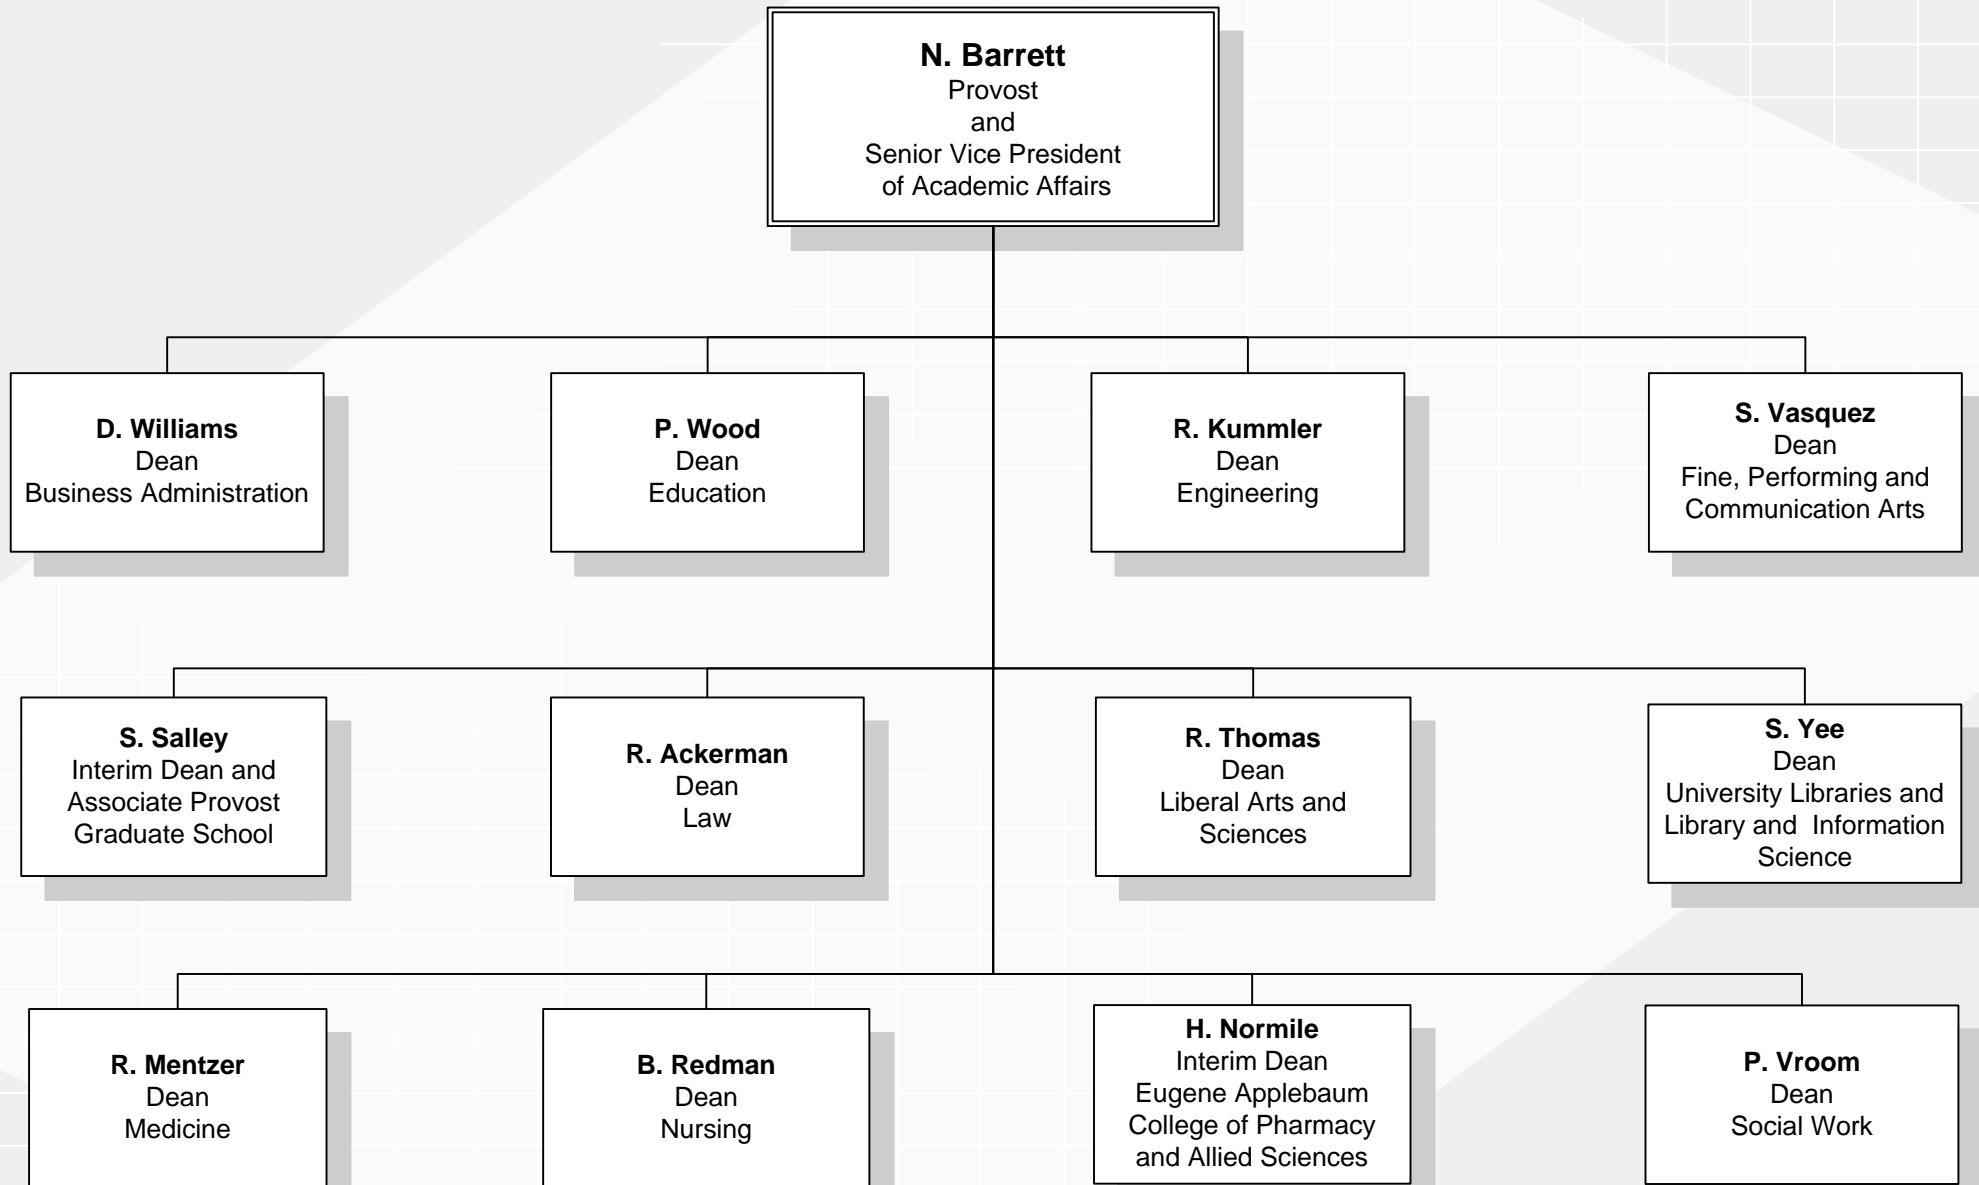 N. Barrett
Provost
and
Senior Vice President
of Academic Affairs
D. Williams
Dean
Business Administration
P. Wood
Dean
Education
R. Kummler
Dean
Engineering
S. Vasquez
Dean
Fine, Performing and
Communication Arts
S. Salley
Interim Dean and
Associate Provost
Graduate School
R. Ackerman
Dean
Law
R. Thomas
Dean
Liberal Arts and
Sciences
S. Yee
Dean
University Libraries and
Library and  Information
Science
R. Mentzer
Dean
Medicine
B. Redman
Dean
Nursing
H. Normile
Interim Dean
Eugene Applebaum
College of Pharmacy
and Allied Sciences
P. Vroom
Dean
Social Work